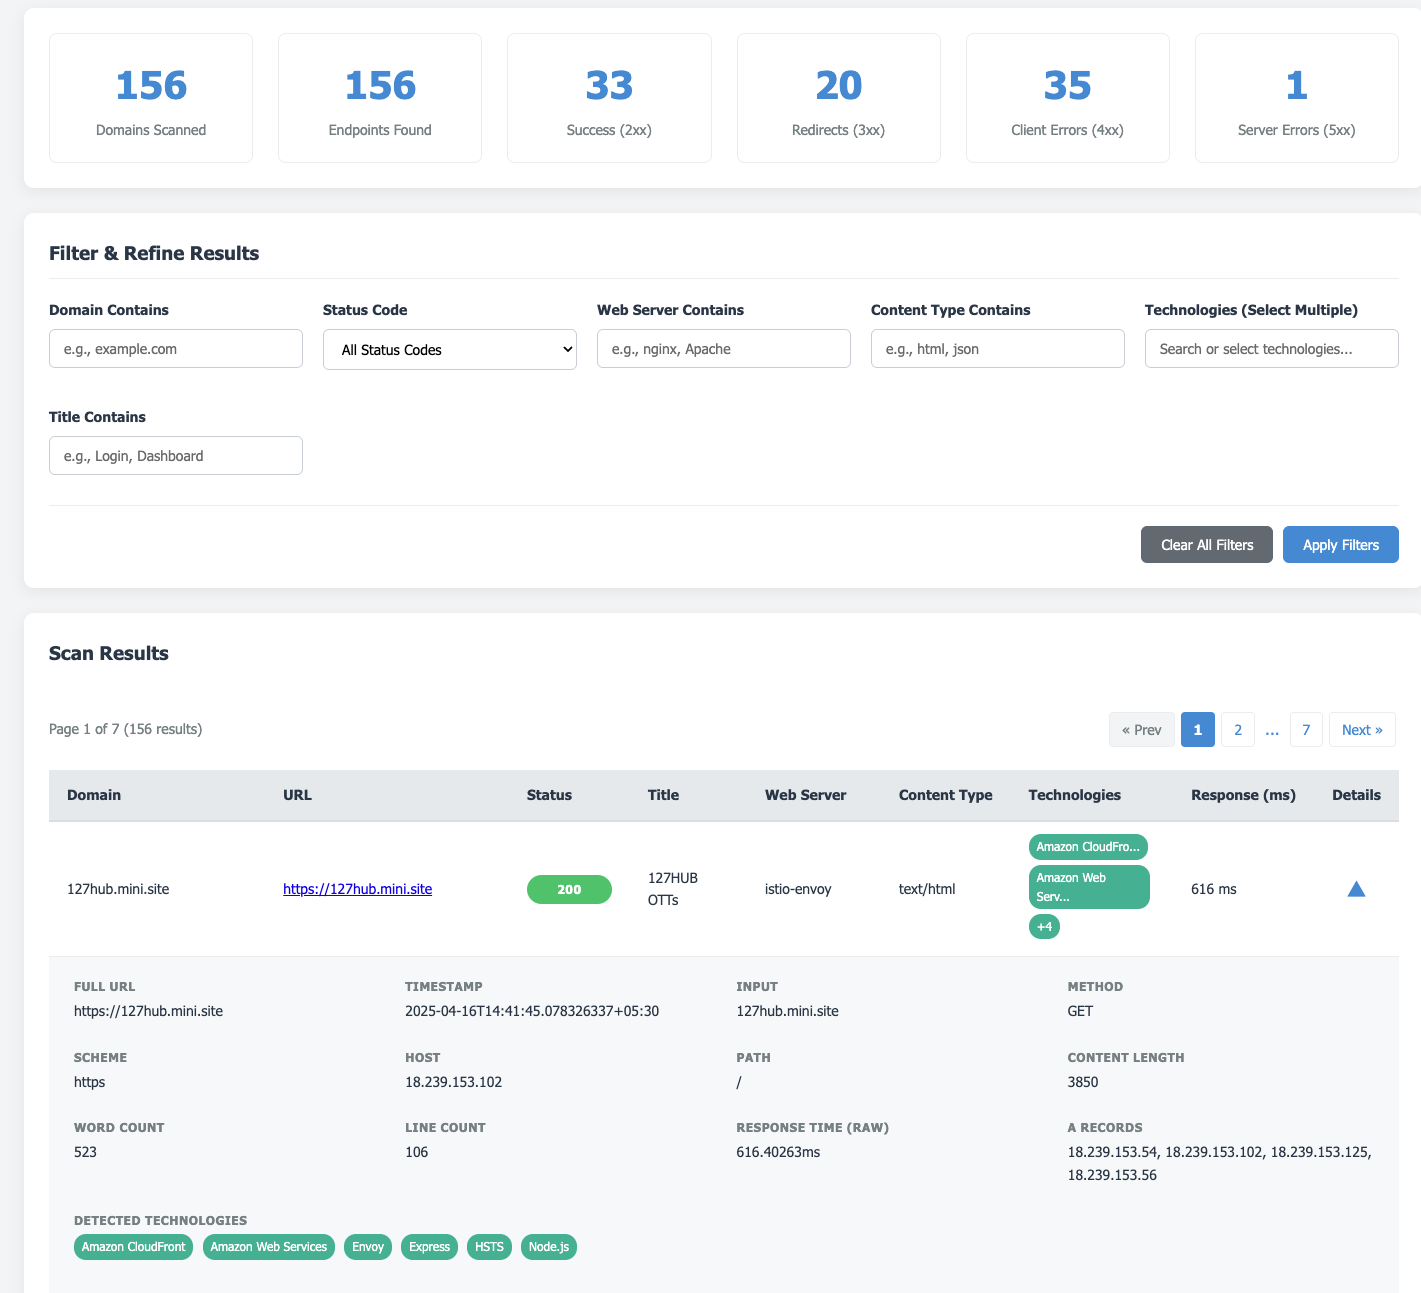 156
Domains Scanned
156
Endpoints Found
33
Success (2xx)
20
Redirects (3xx)
35
Client Errors (4xx)
1
Server Errors (5xx)
Filter & Refine Results
Domain Contains
e.g., example.com
Status Code
All Status Codes
Web Server Contains
e.g., nginx, Apache
Content Type Contains
e.g., html, json
Technologies (Select Multiple)
Search or select technologies...
Title Contains
e.g., Login, Dashboard
Clear All Filters
Apply Filters
Scan Results
Page 1 of 7 (156 results)
« Prev 1 2 ... 7 Next »
Domain URL Status Title Web Server Content Type Technologies Response (ms) Details
127hub.mini.site
https://127hub.mini.site
200
127HUB
OTTs
istio-envoy
text/html
Amazon CloudFro...
Amazon Web
Serv...
+4
616 ms
▲
FULL URL
https://127hub.mini.site
TIMESTAMP
2025-04-16T14:41:45.078326337+05:30
INPUT
127hub.mini.site
METHOD
GET
SCHEME
https
HOST
18.239.153.102
PATH
/
CONTENT LENGTH
3850
WORD COUNT
523
LINE COUNT
106
RESPONSE TIME (RAW)
616.40263ms
A RECORDS
18.239.153.54, 18.239.153.102, 18.239.153.125,
18.239.153.56
DETECTED TECHNOLOGIES
Amazon CloudFront Amazon Web Services Envoy Express HSTS Node.js